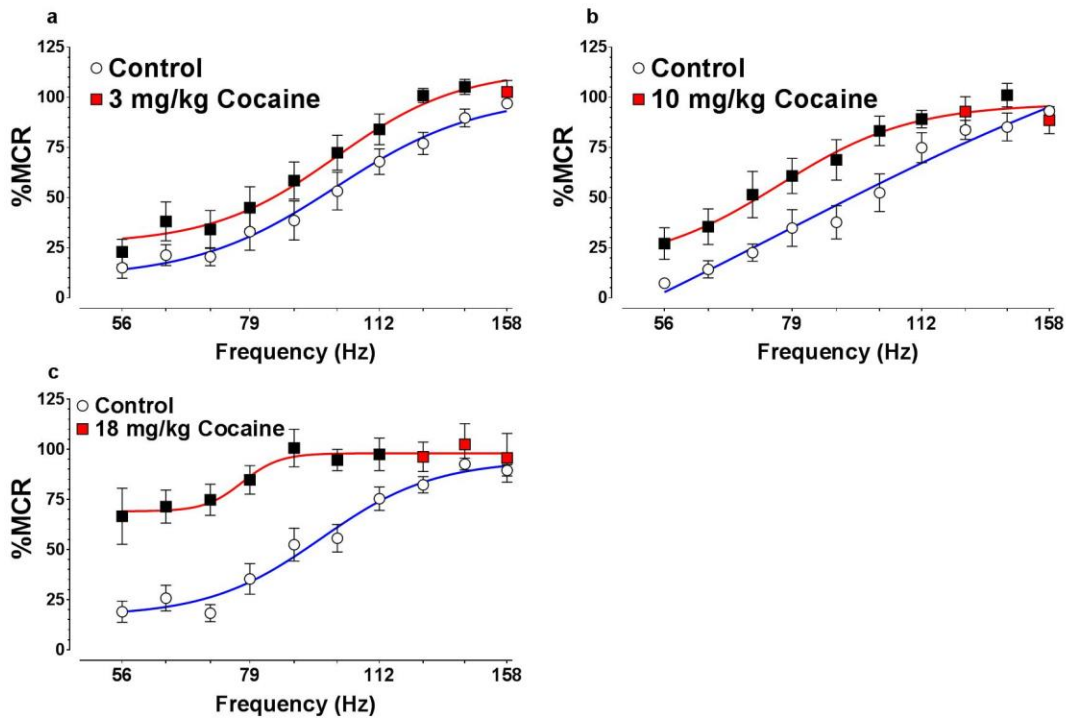 a
Control
3 mg/kg Cocaine
%MCR
125
100
75
50
25
0
56
79
112
158
Frequency (Hz)
b
Control
10 mg/kg Cocaine
%MCR
125
100
75
50
25
0
56
79
112
158
Frequency (Hz)
c
Control
18 mg/kg Cocaine
%MCR
125
100
75
50
25
0
56
79
112
158
Frequency (Hz)